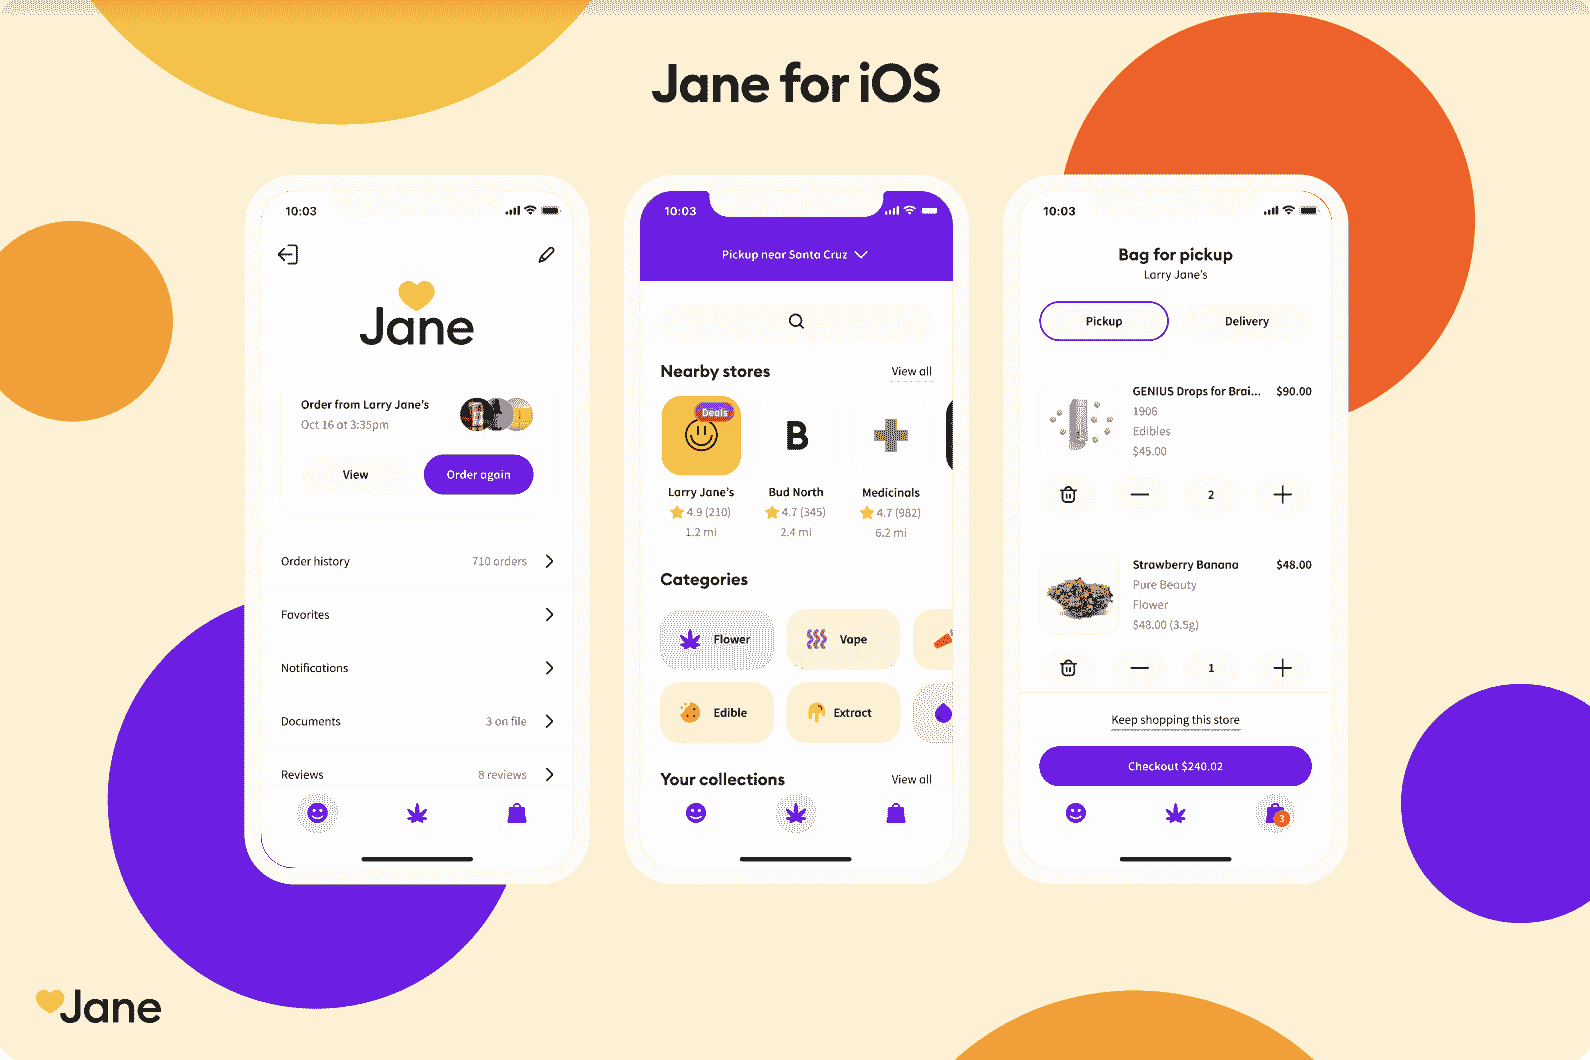 Jane for iOS
10:03
Jane
Order from Larry Jane's
Oct 16 at 3:35pm
View
Order again
Order history
710 orders
Favorites
Notifications
Documents
3 on file
Reviews
8 reviews
10:03
Pickup near Santa Cruz
Nearby stores
View all
Deals
B
Larry Jane's
4.9 (210)
1.2 mi
Bud North
4.7 (345)
2.4 mi
Medicinals
4.7 (982)
6.2 mi
Categories
Flower
Vape
Edible
Extract
Your collections
View all
10:03
Bag for pickup
Larry Jane's
Pickup
Delivery
GENIUS Drops for Brai...
$90.00
1906
Edibles
$45.00
2
Strawberry Banana
$48.00
Pure Beauty
Flower
$48.00 (3.5g)
1
Keep shopping this store
Checkout $240.02
3
Jane